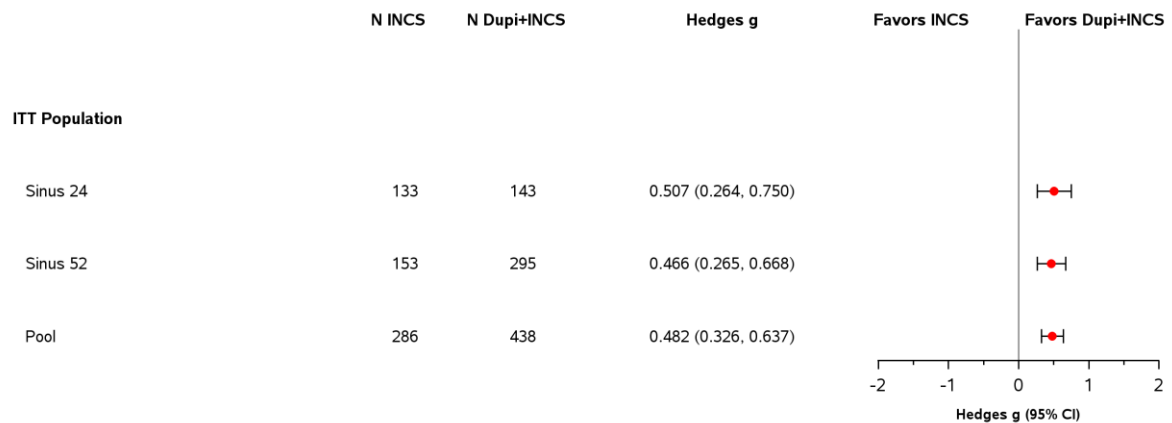 N INCS N Dupi+INCS Hedges g Favors INCS Favors Dupi+INCS
ITT Population
Sinus 24 133 143 0.507 (0.264, 0.750)
Sinus 52 153 295 0.466 (0.265, 0.668)
Pool 286 438 0.482 (0.326, 0.637)
-2 -1 0 1 2
Hedges g (95% CI)